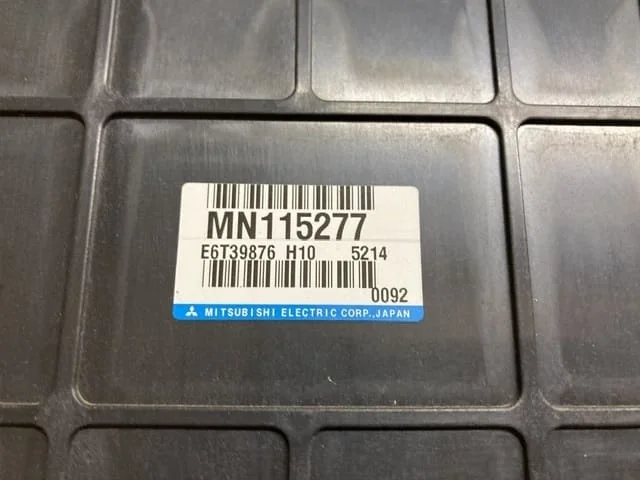 MN115277
E6T39876 H10 5214
0092
MITSUBISHI ELECTRIC CORP.,JAPAN